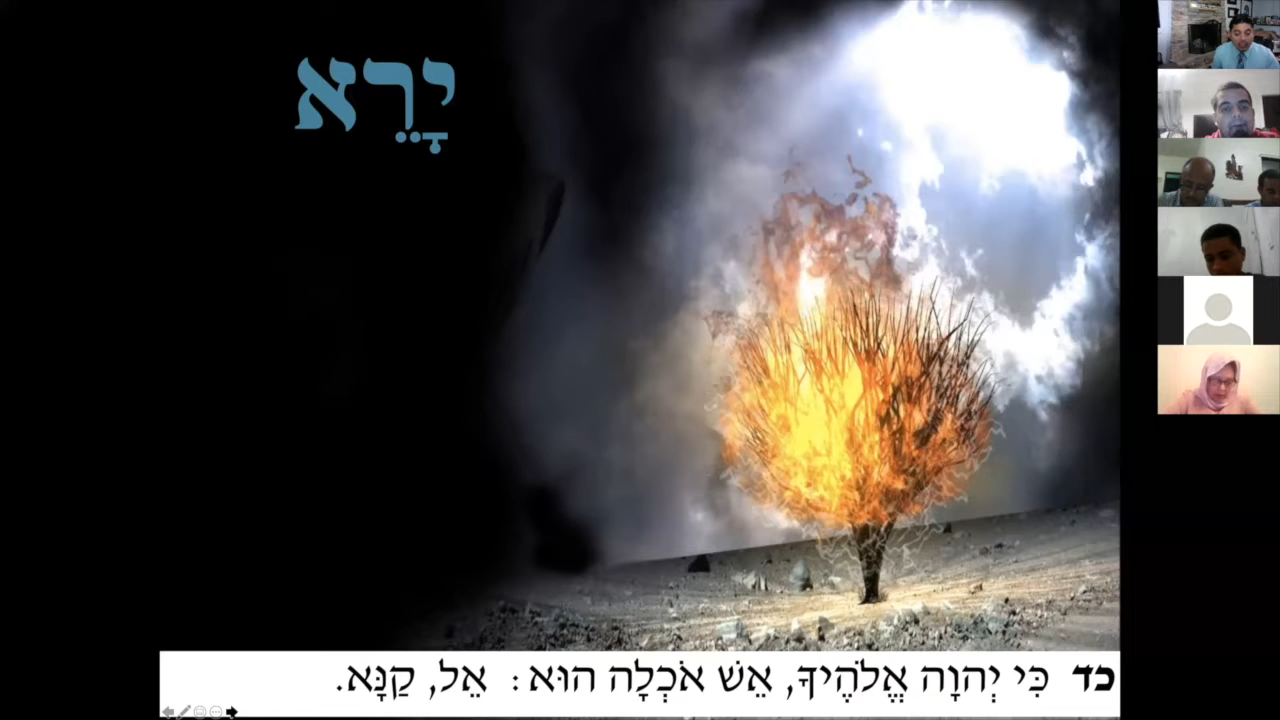 יָרֵא
כד כִּי יְהוָה אֱלֹהֶיךָ, אֵשׁ אֹכְלָה הוּא: אֵל, קַנָּא.